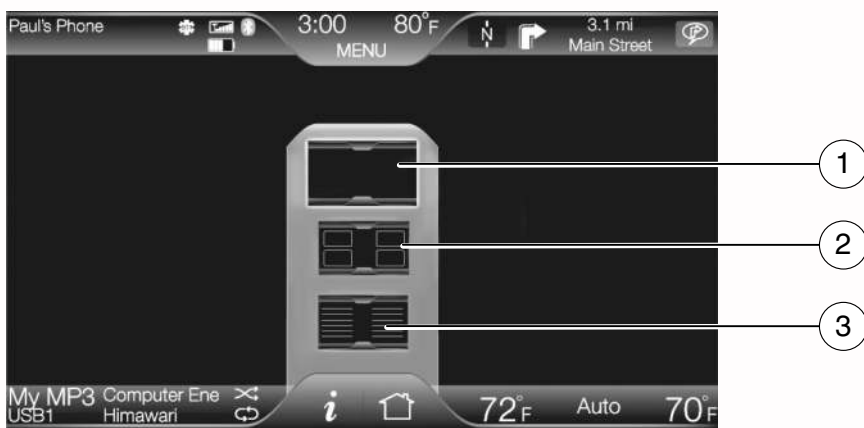 Paul's Phone
3:00
80°F
MENU
N
3.1 mi
Main Street
P
1
2
3
My MP3
USB1
Computer Ene
Himawari
i
72°F
Auto
70°F